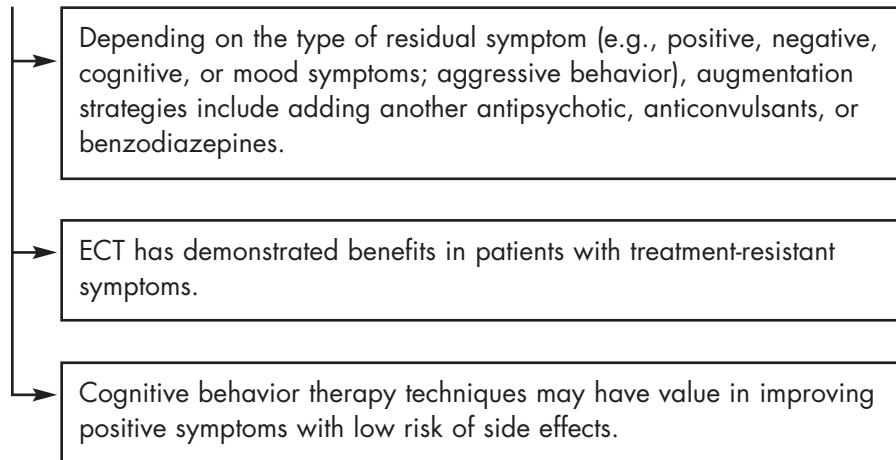 Depending on the type of residual symptom (e.g., positive, negative,
cognitive, or mood symptoms; aggressive behavior), augmentation
strategies include adding another antipsychotic, anticonvulsants, or
benzodiazepines.
ECT has demonstrated benefits in patients with treatment-resistant
symptoms.
Cognitive behavior therapy techniques may have value in improving
positive symptoms with low risk of side effects.